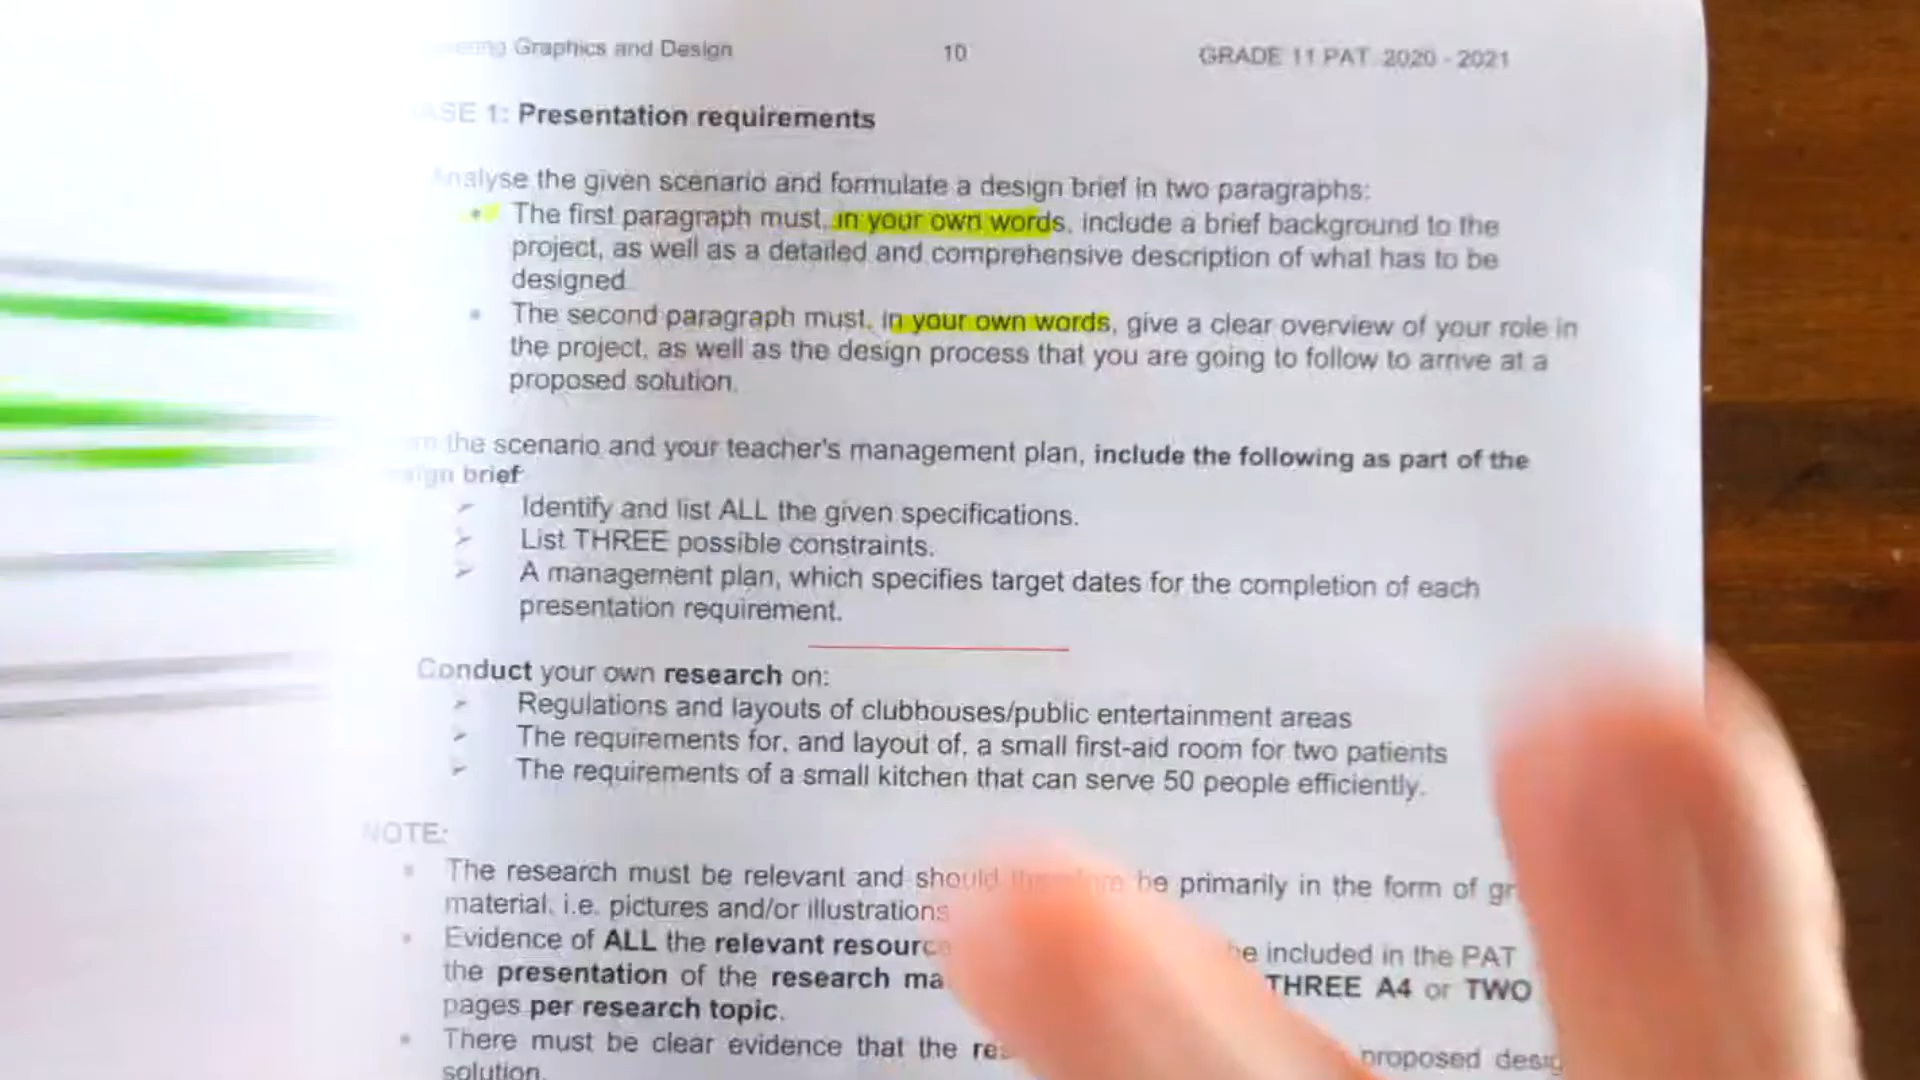 Graphics and Design 10 GRADE 11 PAT 2020 - 2021
1: Presentation requirements
Analyse the given scenario and formulate a design brief in two paragraphs:
The first paragraph must, in your own words, include a brief background to the
project, as well as a detailed and comprehensive description of what has to be
designed.
The second paragraph must, in your own words, give a clear overview of your role in
the project, as well as the design process that you are going to follow to arrive at a
proposed solution.
the scenario and your teacher's management plan, include the following as part of the
brief
Identify and list ALL the given specifications.
List THREE possible constraints.
A management plan, which specifies target dates for the completion of each
presentation requirement.
Conduct your own research on:
Regulations and layouts of clubhouses/public entertainment areas
The requirements for, and layout of, a small first-aid room for two patients
The requirements of a small kitchen that can serve 50 people efficiently.
NOTE:
The research must be relevant and should be primarily in the form of
material, i.e. pictures and/or illustrations
Evidence of ALL the relevant be included in the PAT
the presentation of the research THREE A4 or TWO
pages per research topic.
There must be clear evidence that the proposed
solution.